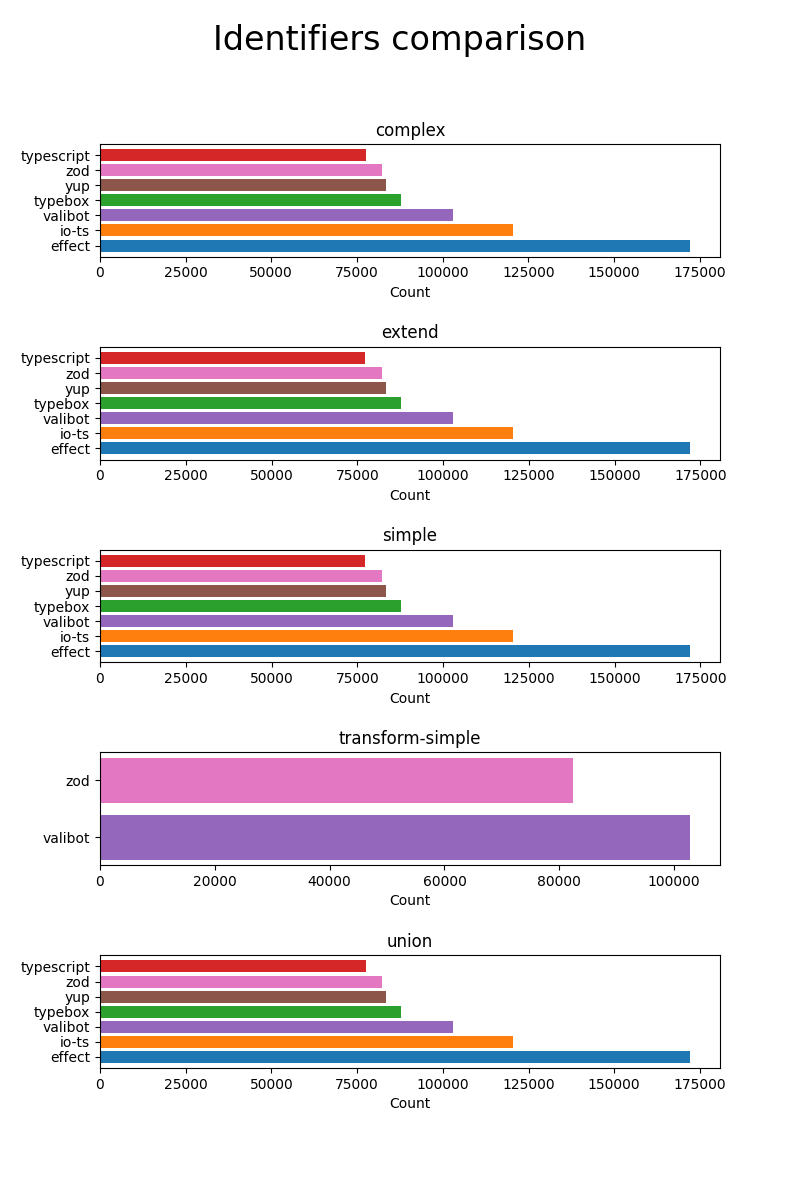 Identifiers comparison
complex
typescript
zod
yup
typebox
valibot
io-ts
effect
0 25000 50000 75000 100000 125000 150000 175000
Count
extend
typescript
zod
yup
typebox
valibot
io-ts
effect
0 25000 50000 75000 100000 125000 150000 175000
Count
simple
typescript
zod
yup
typebox
valibot
io-ts
effect
0 25000 50000 75000 100000 125000 150000 175000
Count
transform-simple
zod
valibot
0 20000 40000 60000 80000 100000
Count
union
typescript
zod
yup
typebox
valibot
io-ts
effect
0 25000 50000 75000 100000 125000 150000 175000
Count